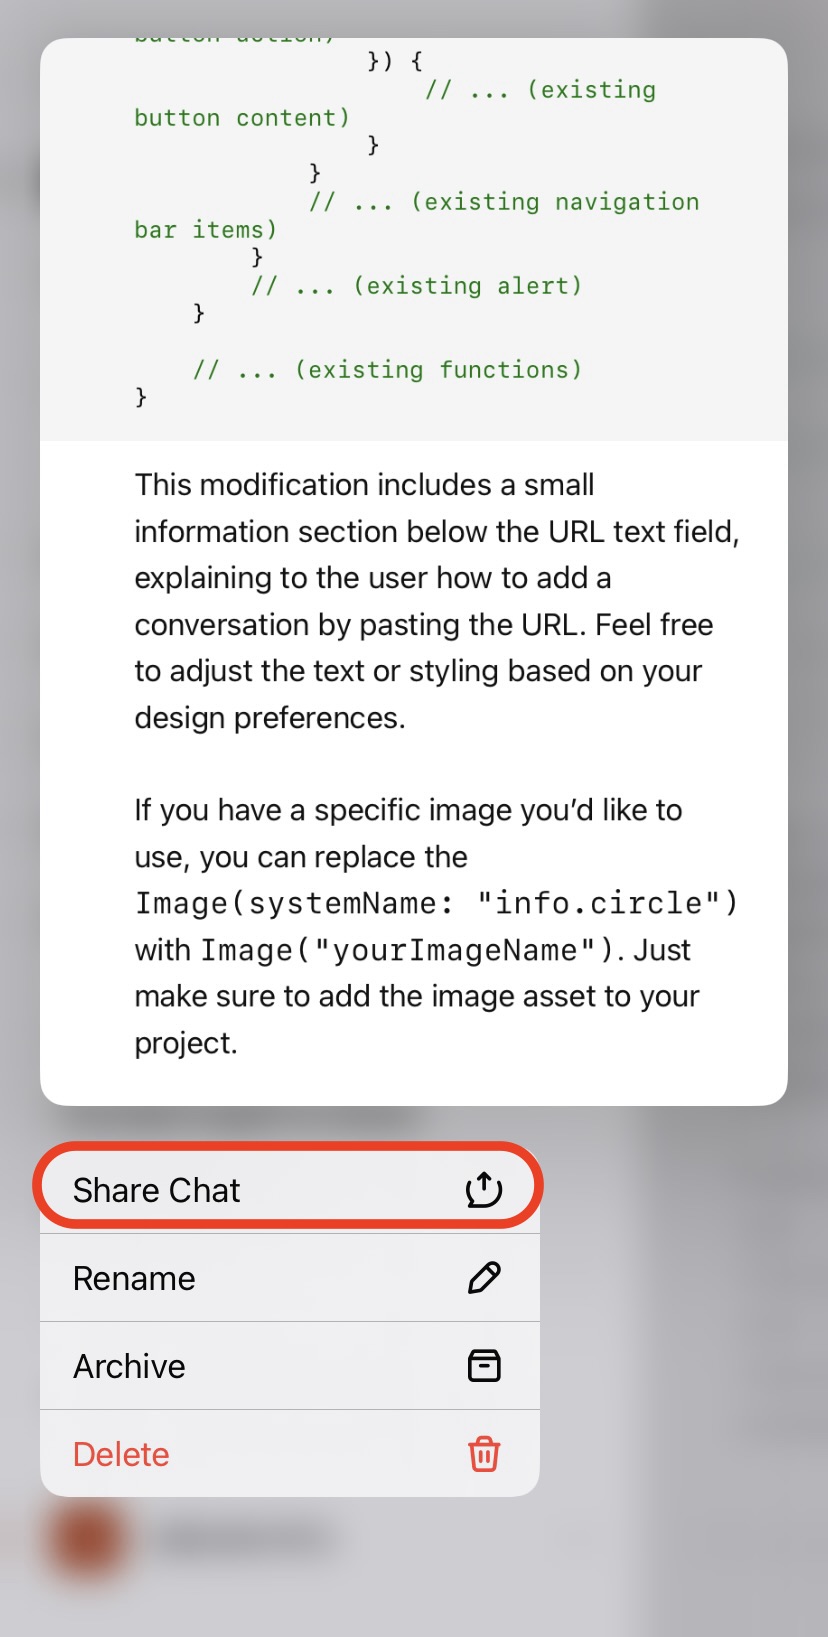 button action)
}) {
// ... (existing
button content)
}
}
// ... (existing navigation
bar items)
}
// ... (existing alert)
}
// ... (existing functions)
}
This modification includes a small
information section below the URL text field,
explaining to the user how to add a
conversation by pasting the URL. Feel free
to adjust the text or styling based on your
design preferences.
If you have a specific image you’d like to
use, you can replace the
Image(systemName: "info.circle")
with Image("yourImageName"). Just
make sure to add the image asset to your
project.
Share Chat
Rename
Archive
Delete